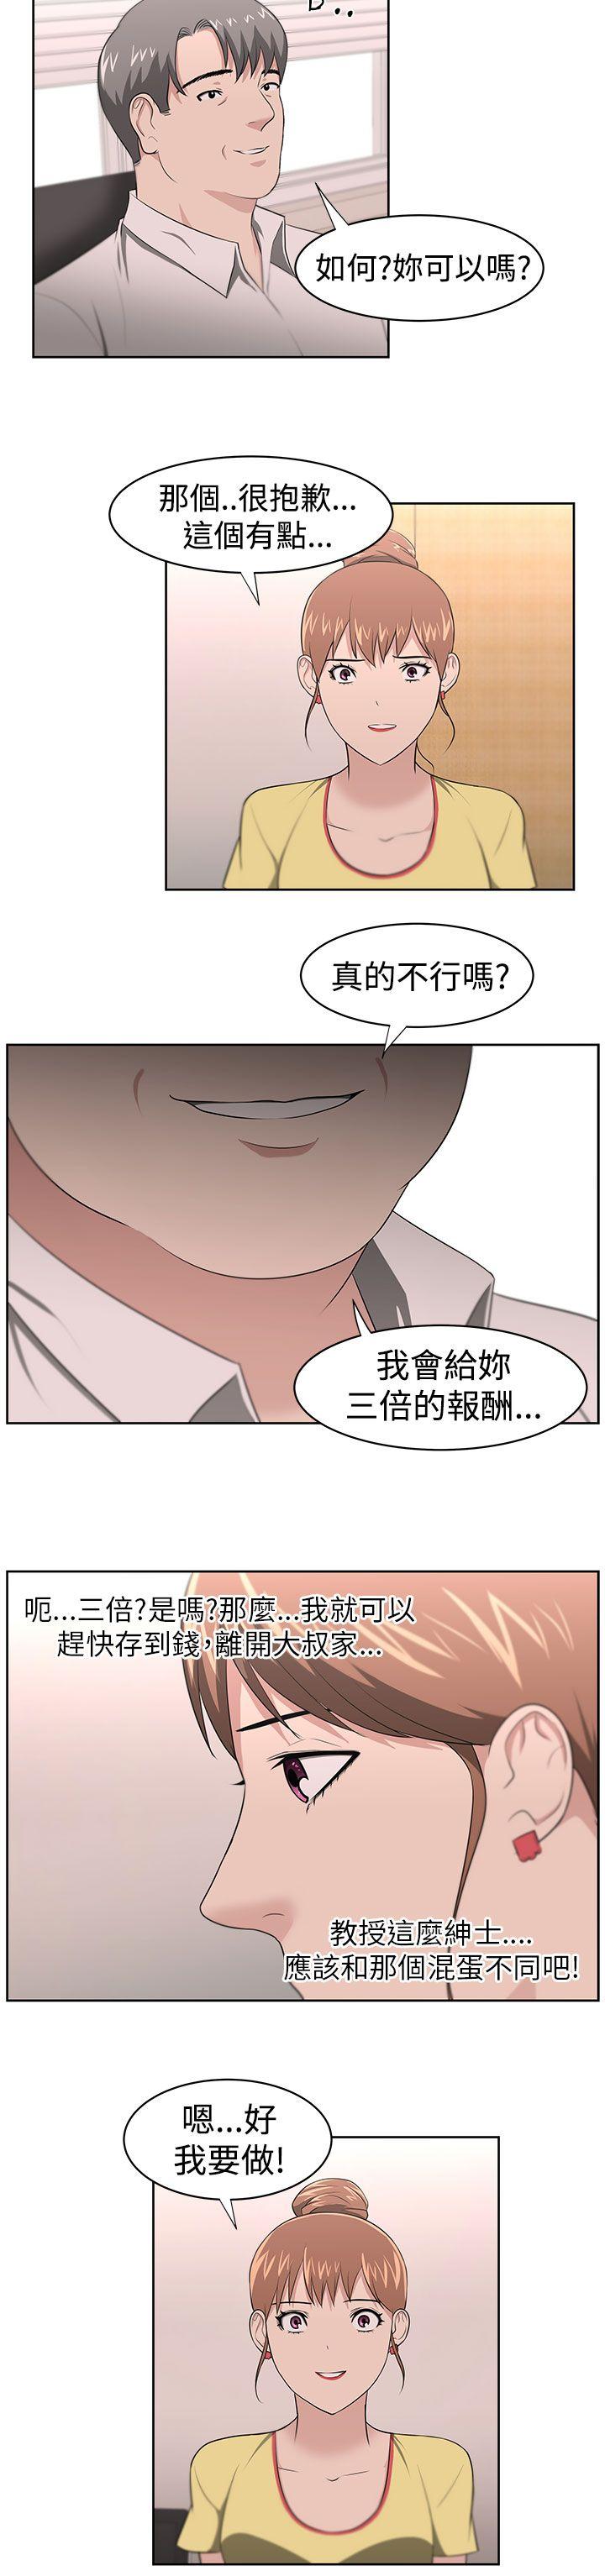 如何?妳可以嗎?
那個..很抱歉...
這個有點...
真的不行嗎?
我會給妳
三倍的報酬...
呃...三倍?是嗎?那麼...我就可以
趕快存到錢,離開大叔家...
教授這麼紳士....
應該和那個混蛋不同吧!
嗯...好
我要做!